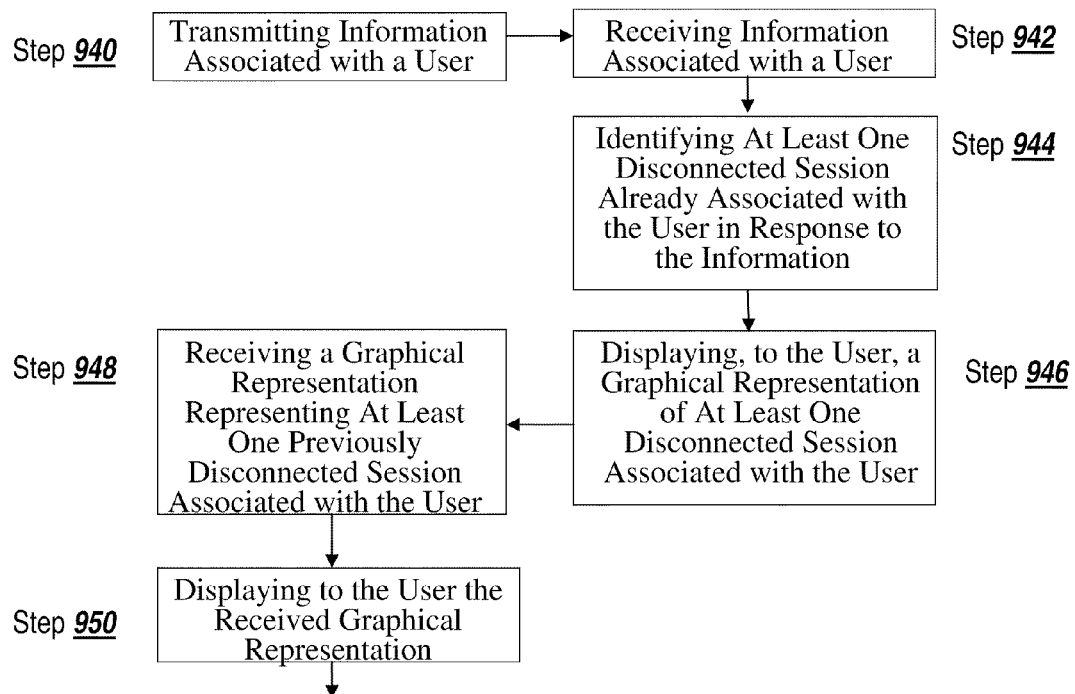 Step 940
Transmitting Information
Associated with a User
Receiving Information
Associated with a User
Step 942
Identifying At Least One
Disconnected Session
Already Associated with
the User in Response to
the Information
Step 944
Displaying, to the User, a
Graphical Representation
of At Least One
Disconnected Session
Associated with the User
Step 946
Step 948
Receiving a Graphical
Representation
Representing At Least
One Previously
Disconnected Session
Associated with the User
Step 950
Displaying to the User the
Received Graphical
Representation